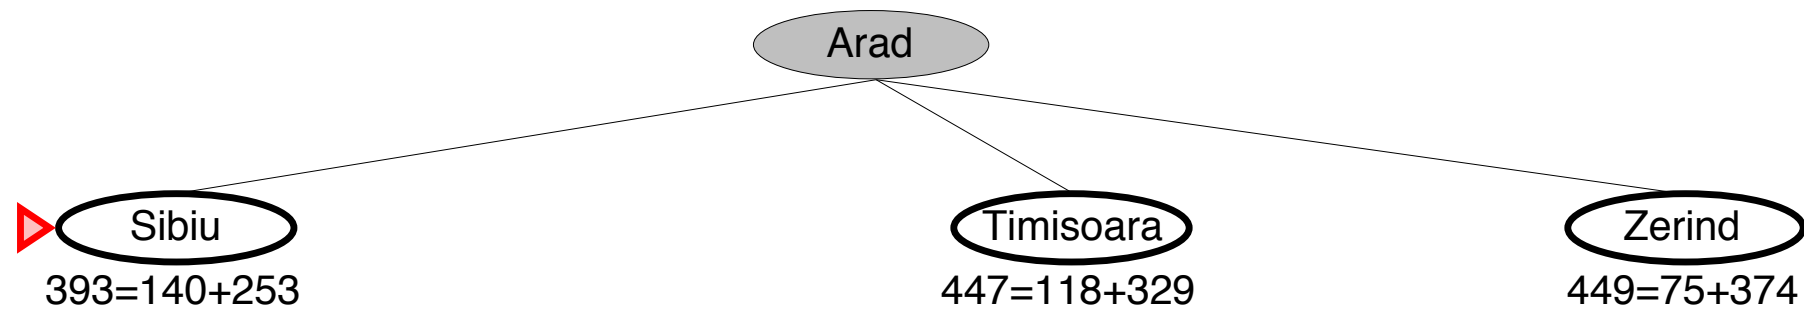 Arad
Sibiu
Timisoara
Zerind
393=140+253
447=118+329
449=75+374